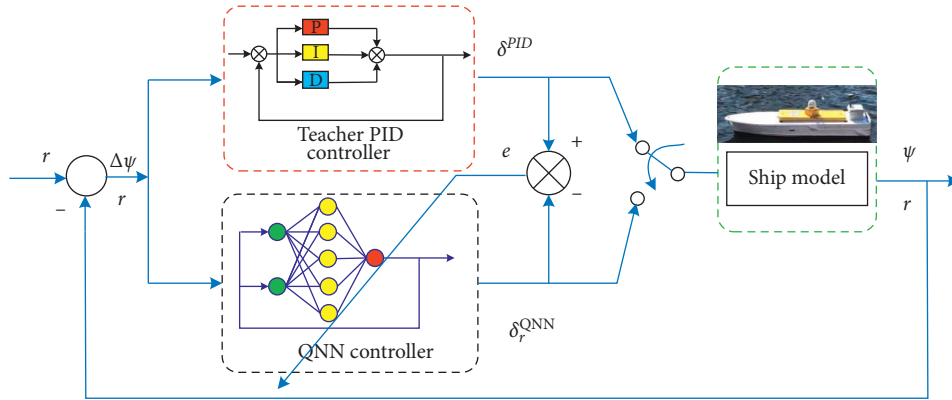 P
I
D
Teacher PID
controller
δ^PID
r
−
Δψ
r
e
+
−
QNN controller
δ_r^QNN
Ship model
ψ
r